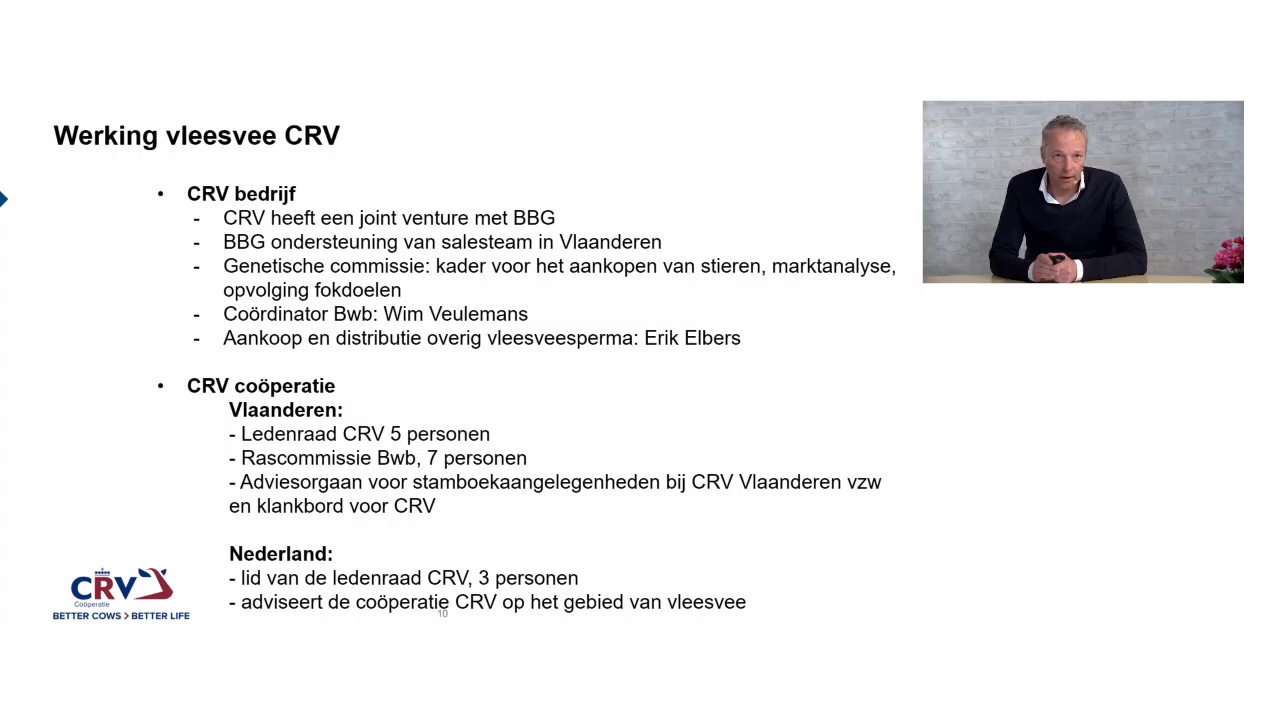 Werking vleesvee CRV
• CRV bedrijf
- CRV heeft een joint venture met BBG
- BBG ondersteuning van salesteam in Vlaanderen
- Genetische commissie: kader voor het aankopen van stieren, marktanalyse,
opvolging fokdoelen
- Coördinator Bwb: Wim Veulemans
- Aankoop en distributie overig vleesveesperma: Erik Elbers
• CRV coöperatie
Vlaanderen:
- Ledenraad CRV 5 personen
- Rascommissie Bwb, 7 personen
- Adviesorgaan voor stamboekaangelegenheden bij CRV Vlaanderen vzw
en klankbord voor CRV
Nederland:
- lid van de ledenraad CRV, 3 personen
- adviseert de coöperatie CRV op het gebied van vleesvee
CRV
Coöperatie
BETTER COWS > BETTER LIFE
10